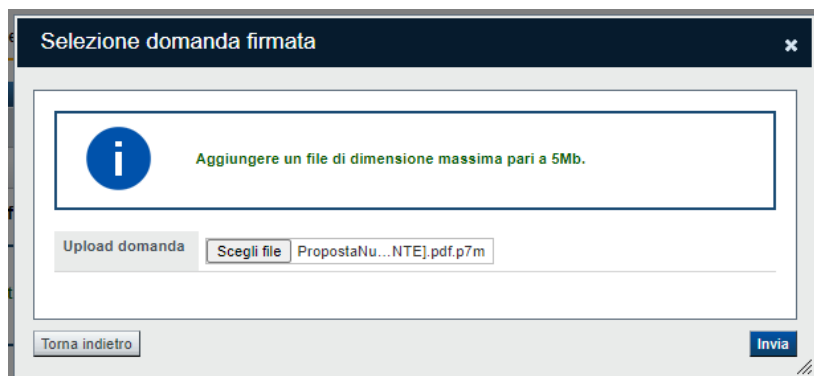 Selezione domanda firmata
Aggiungere un file di dimensione massima pari a 5Mb.
Upload domanda Scegli file PropostaNu...NTE].pdf.p7m
Torna indietro Invia